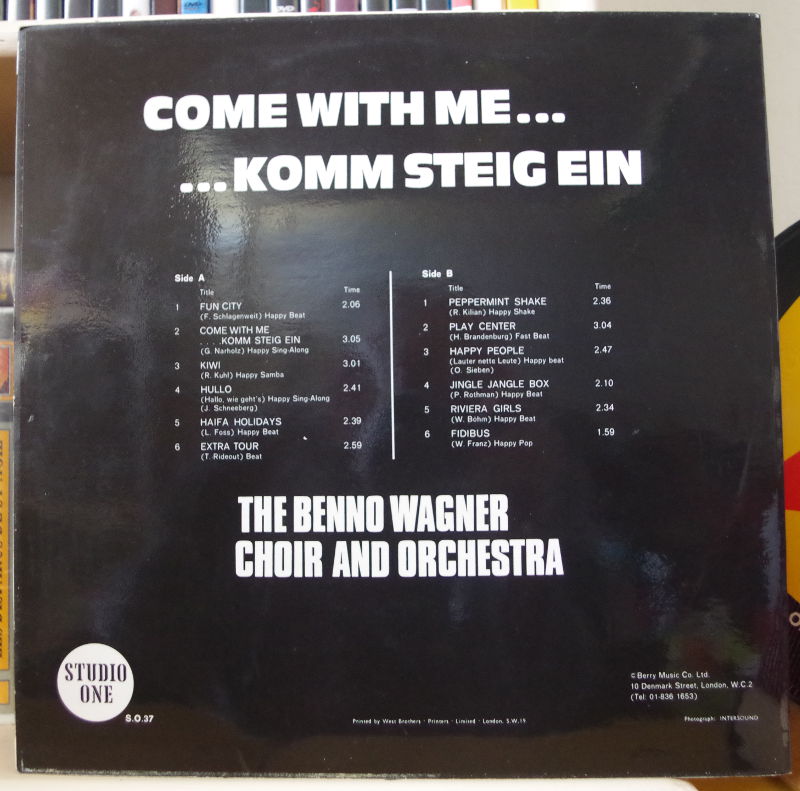 COME WITH ME...
...KOMM STEIG EIN
Side A
Title Time
1 FUN CITY 2.06
(F. Schlagenweit) Happy Beat
2 COME WITH ME
....KOMM STEIG EIN 3.05
(G. Narholz) Happy Sing-Along
3 KIWI 3.01
(R. Kuhl) Happy Samba
4 HULLO 2.41
(Hallo, wie geht's) Happy Sing-Along
(J. Schneeberg)
5 HAIFA HOLIDAYS 2.39
(L. Foss) Happy Beat
6 EXTRA TOUR 2.59
(T. Rideout) Beat
Side B
Title Time
1 PEPPERMINT SHAKE 2.36
(R. Kilian) Happy Shake
2 PLAY CENTER 3.04
(H. Brandenburg) Fast Beat
3 HAPPY PEOPLE 2.47
(Lauter nette Leute) Happy beat
(O. Sieben)
4 JINGLE JANGLE BOX 2.10
(P. Rothman) Happy Beat
5 RIVIERA GIRLS 2.34
(W. Böhm) Happy Beat
6 FIDIBUS 1.59
(W. Franz) Happy Pop
THE BENNO WAGNER
CHOIR AND ORCHESTRA
STUDIO
ONE
S.O.37
Printed by West Brothers · Printers · Limited · London, S.W.19.
© Berry Music Co. Ltd.
10 Denmark Street, London, W.C.2
(Tel: 01-836 1653)
Photograph: INTERSOUND